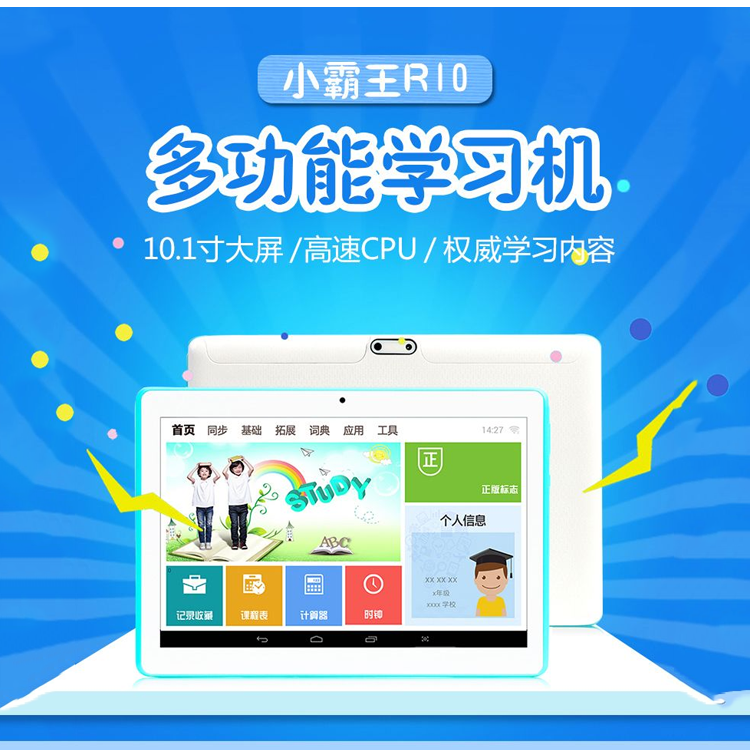 小霸王R10
多功能学习机
10.1寸大屏 /高速CPU / 权威学习内容
首页 同步 基础 拓展 词典 应用 工具 14:27
STUDY
ABC
正
正版标志
个人信息
xx xx xx
x年级
xxxx 学校
记录收藏 课程表 计算器 时钟